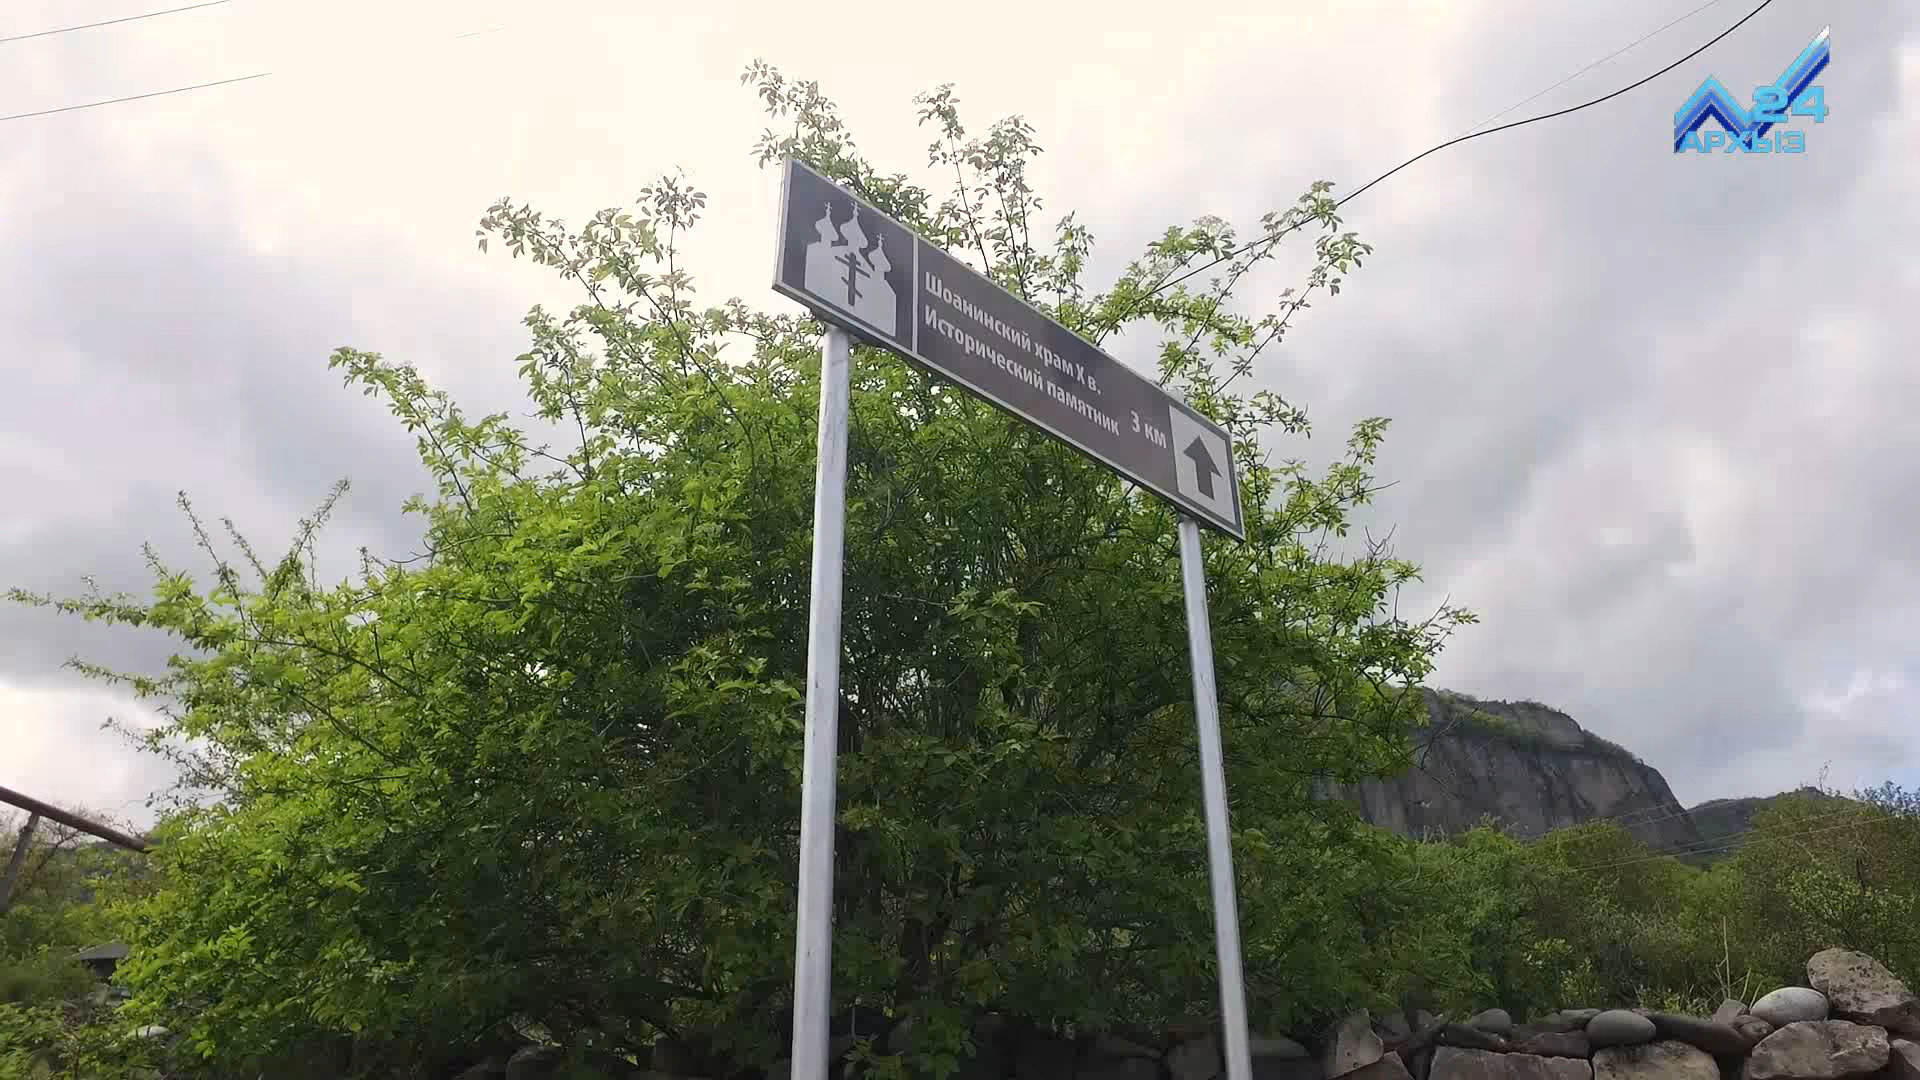 Шоанинский храм X в.
Исторический памятник
3 км
24
АРХЫЗ